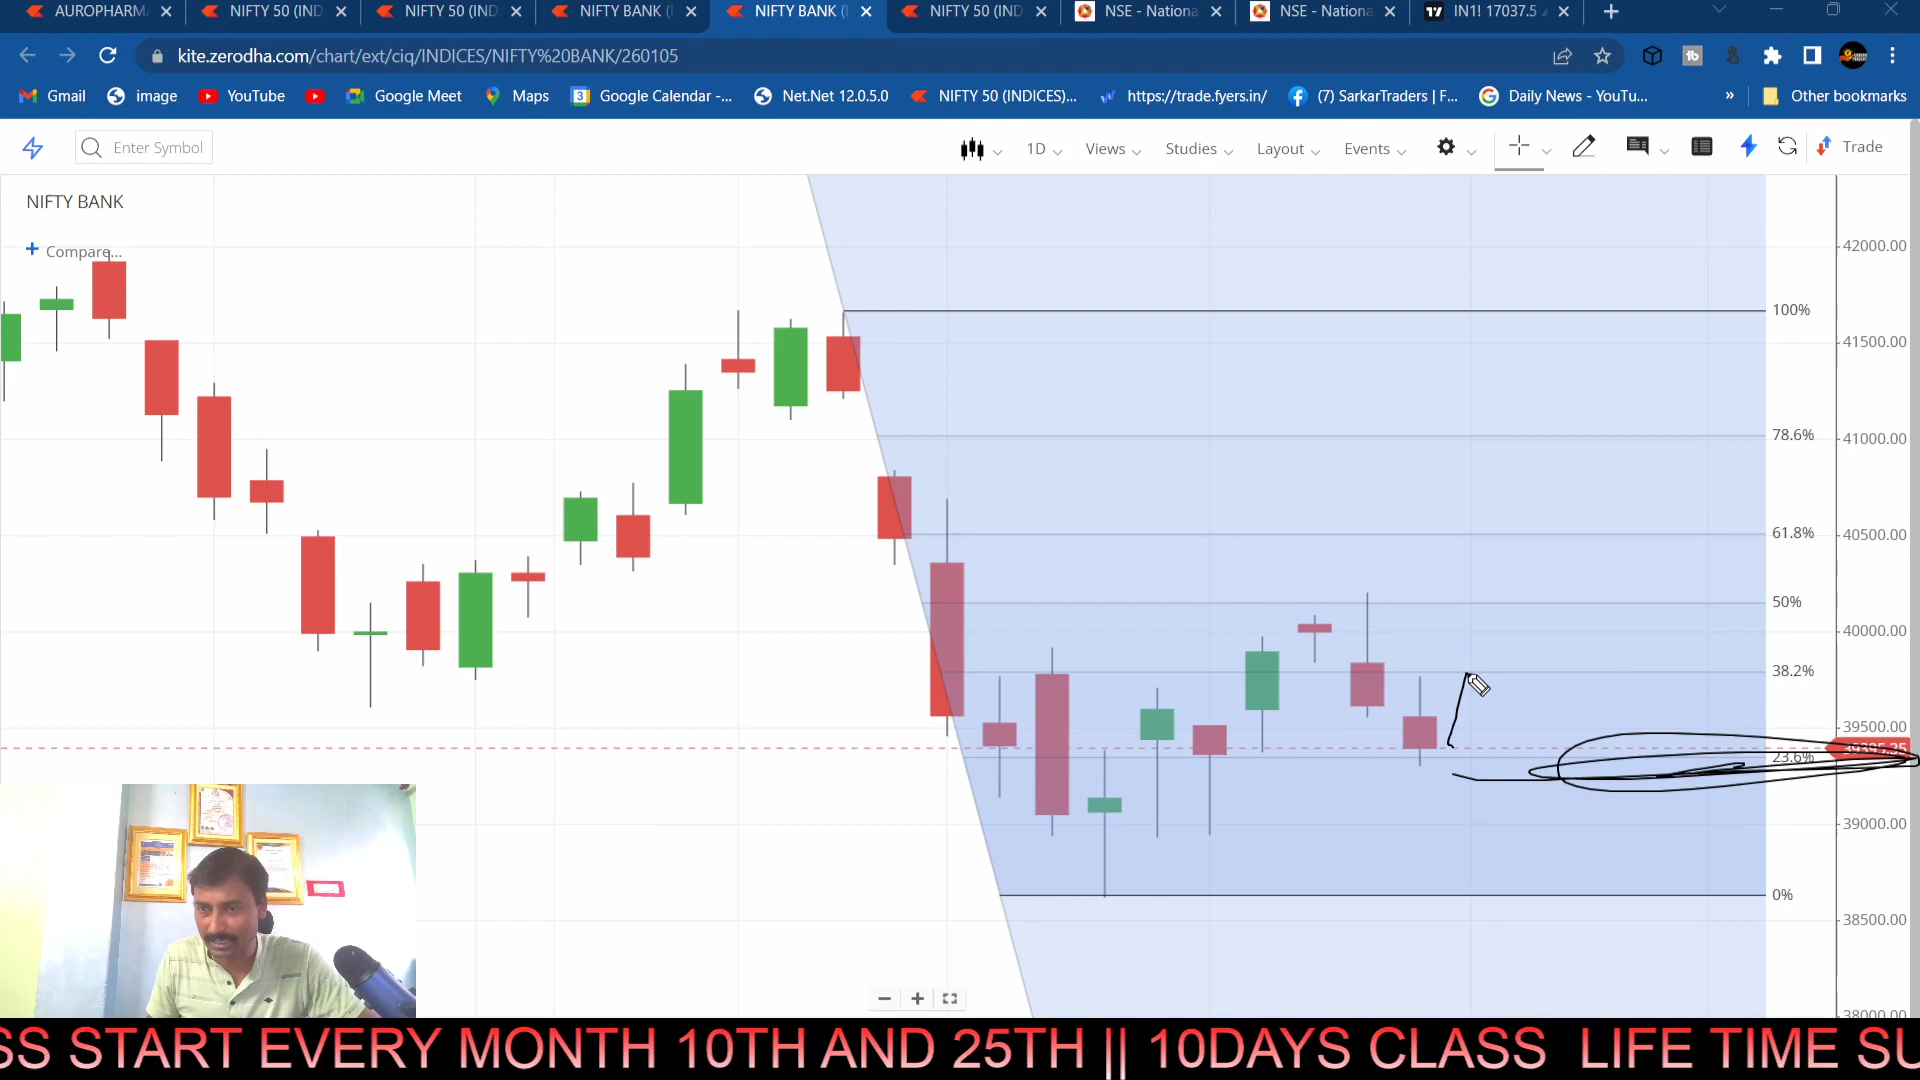 AUROPHARM
NIFTY 50 (IND
NIFTY 50 (IND
NIFTY BANK (
NIFTY BANK (
NIFTY 50 (IND
NSE - Nationa
NSE - Nationa
IN1! 17037.5
kite.zerodha.com/chart/ext/ciq/INDICES/NIFTY%20BANK/260105
Gmail
image
YouTube
Google Meet
Maps
Google Calendar -...
Net.Net 12.0.5.0
NIFTY 50 (INDICES)...
https://trade.fyers.in/
(7) SarkarTraders | F...
Daily News - YouTu...
»
Other bookmarks
Enter Symbol
1D
Views
Studies
Layout
Events
Trade
NIFTY BANK
Compare...
42000.00
100%
41500.00
78.6%
41000.00
61.8%
40500.00
50%
40000.00
38.2%
39500.00
39395.35
23.6%
39000.00
0%
38500.00
38000.00
SS START EVERY MONTH 10TH AND 25TH || 10DAYS CLASS LIFE TIME SU